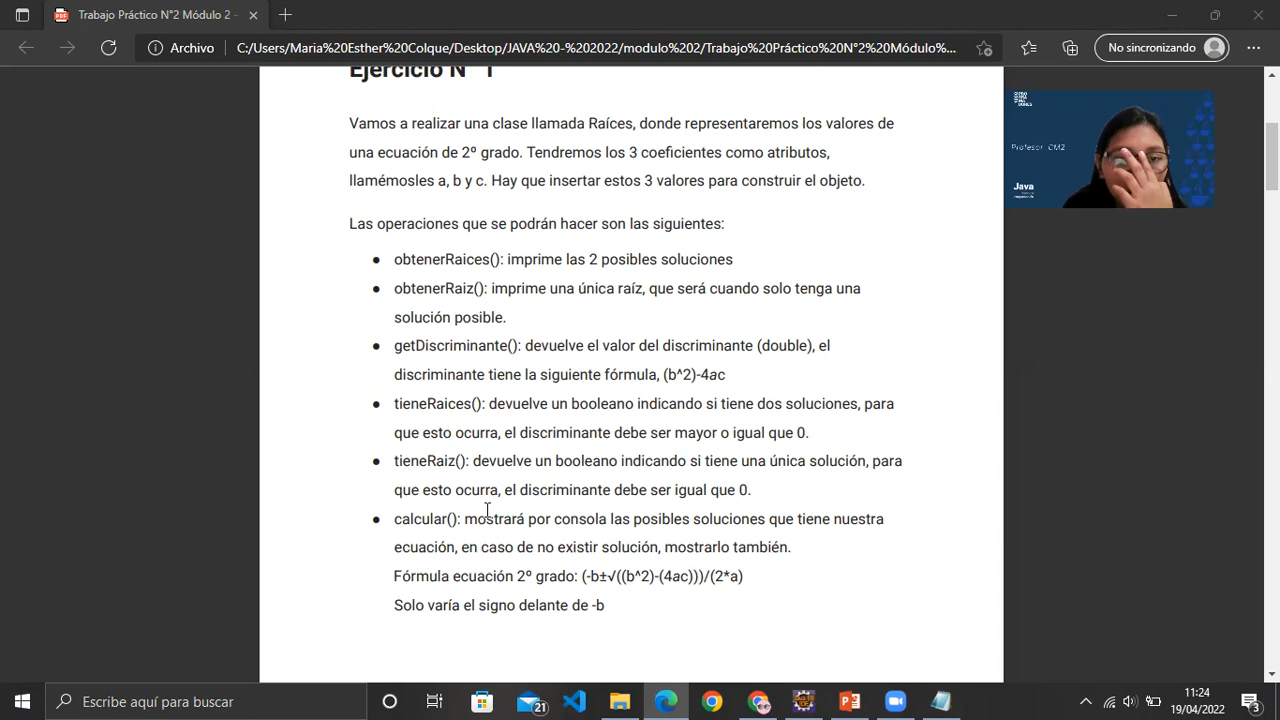 Trabajo Práctico N°2 Módulo 2 -
Archivo
C:/Users/Maria%20Esther%20Colque/Desktop/JAVA%20-%202022/modulo%202/Trabajo%20Práctico%20N°2%20Módulo%...
No sincronizando
Ejercicio N° 1
Vamos a realizar una clase llamada Raíces, donde representaremos los valores de
una ecuación de 2º grado. Tendremos los 3 coeficientes como atributos,
llamémosles a, b y c. Hay que insertar estos 3 valores para construir el objeto.
Las operaciones que se podrán hacer son las siguientes:
● obtenerRaices(): imprime las 2 posibles soluciones
● obtenerRaiz(): imprime una única raíz, que será cuando solo tenga una
solución posible.
● getDiscriminante(): devuelve el valor del discriminante (double), el
discriminante tiene la siguiente fórmula, (b^2)-4ac
● tieneRaices(): devuelve un booleano indicando si tiene dos soluciones, para
que esto ocurra, el discriminante debe ser mayor o igual que 0.
● tieneRaiz(): devuelve un booleano indicando si tiene una única solución, para
que esto ocurra, el discriminante debe ser igual que 0.
● calcular(): mostrará por consola las posibles soluciones que tiene nuestra
ecuación, en caso de no existir solución, mostrarlo también.
Fórmula ecuación 2º grado: (-b±√((b^2)-(4ac)))/(2*a)
Solo varía el signo delante de -b
Profesor CM2
Java
Escribe aquí para buscar
21
11:24
19/04/2022
3